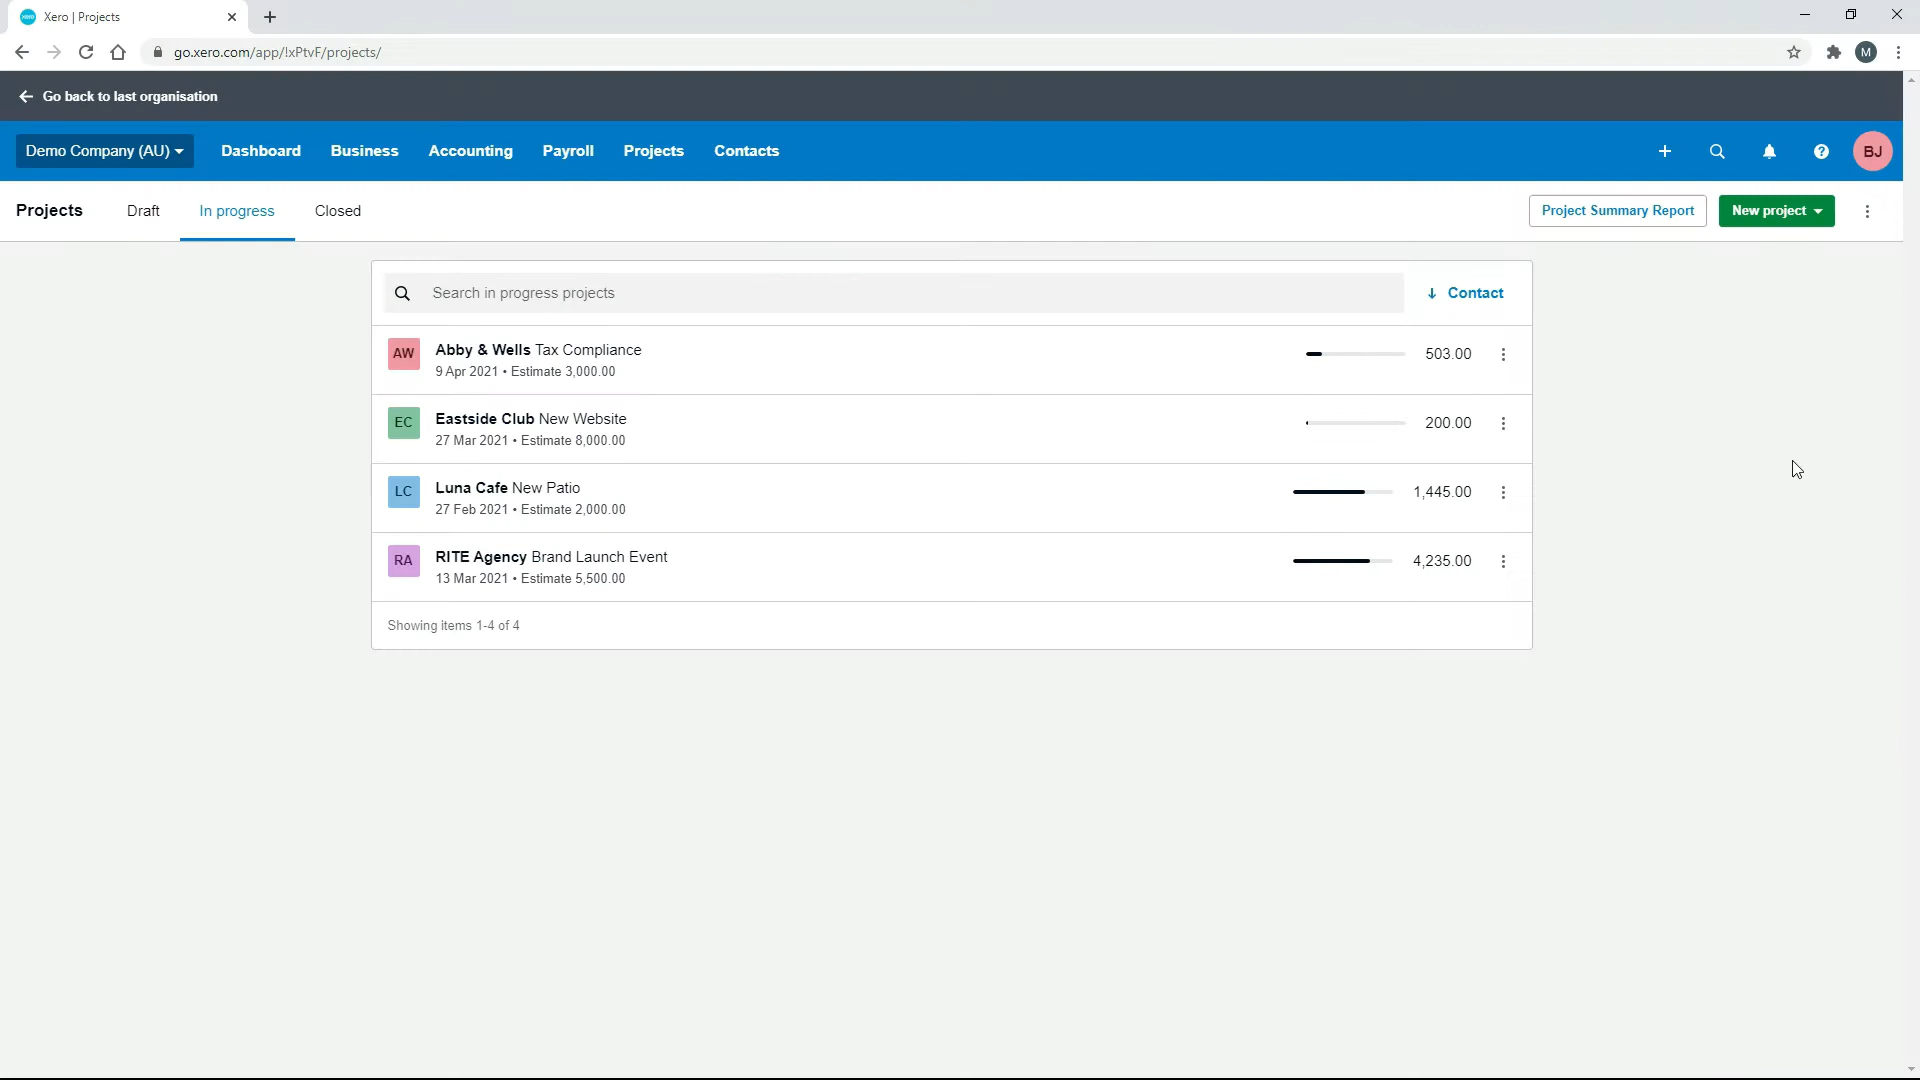 Xero | Projects
go.xero.com/app/!xPtvF/projects/
M
Go back to last organisation
Demo Company (AU) Dashboard Business Accounting Payroll Projects Contacts BJ
Projects Draft In progress Closed Project Summary Report New project
Search in progress projects Contact
AW Abby & Wells Tax Compliance 503.00
9 Apr 2021 • Estimate 3,000.00
EC Eastside Club New Website 200.00
27 Mar 2021 • Estimate 8,000.00
LC Luna Cafe New Patio 1,445.00
27 Feb 2021 • Estimate 2,000.00
RA RITE Agency Brand Launch Event 4,235.00
13 Mar 2021 • Estimate 5,500.00
Showing items 1-4 of 4